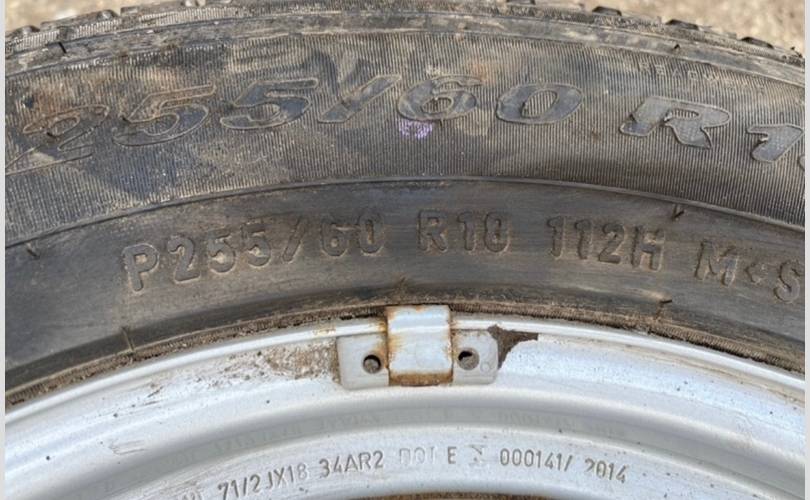 255/60 R1
P255/60 R18 112H M+S
71/2JX18 34AR2 DOT E 000141/ 2014